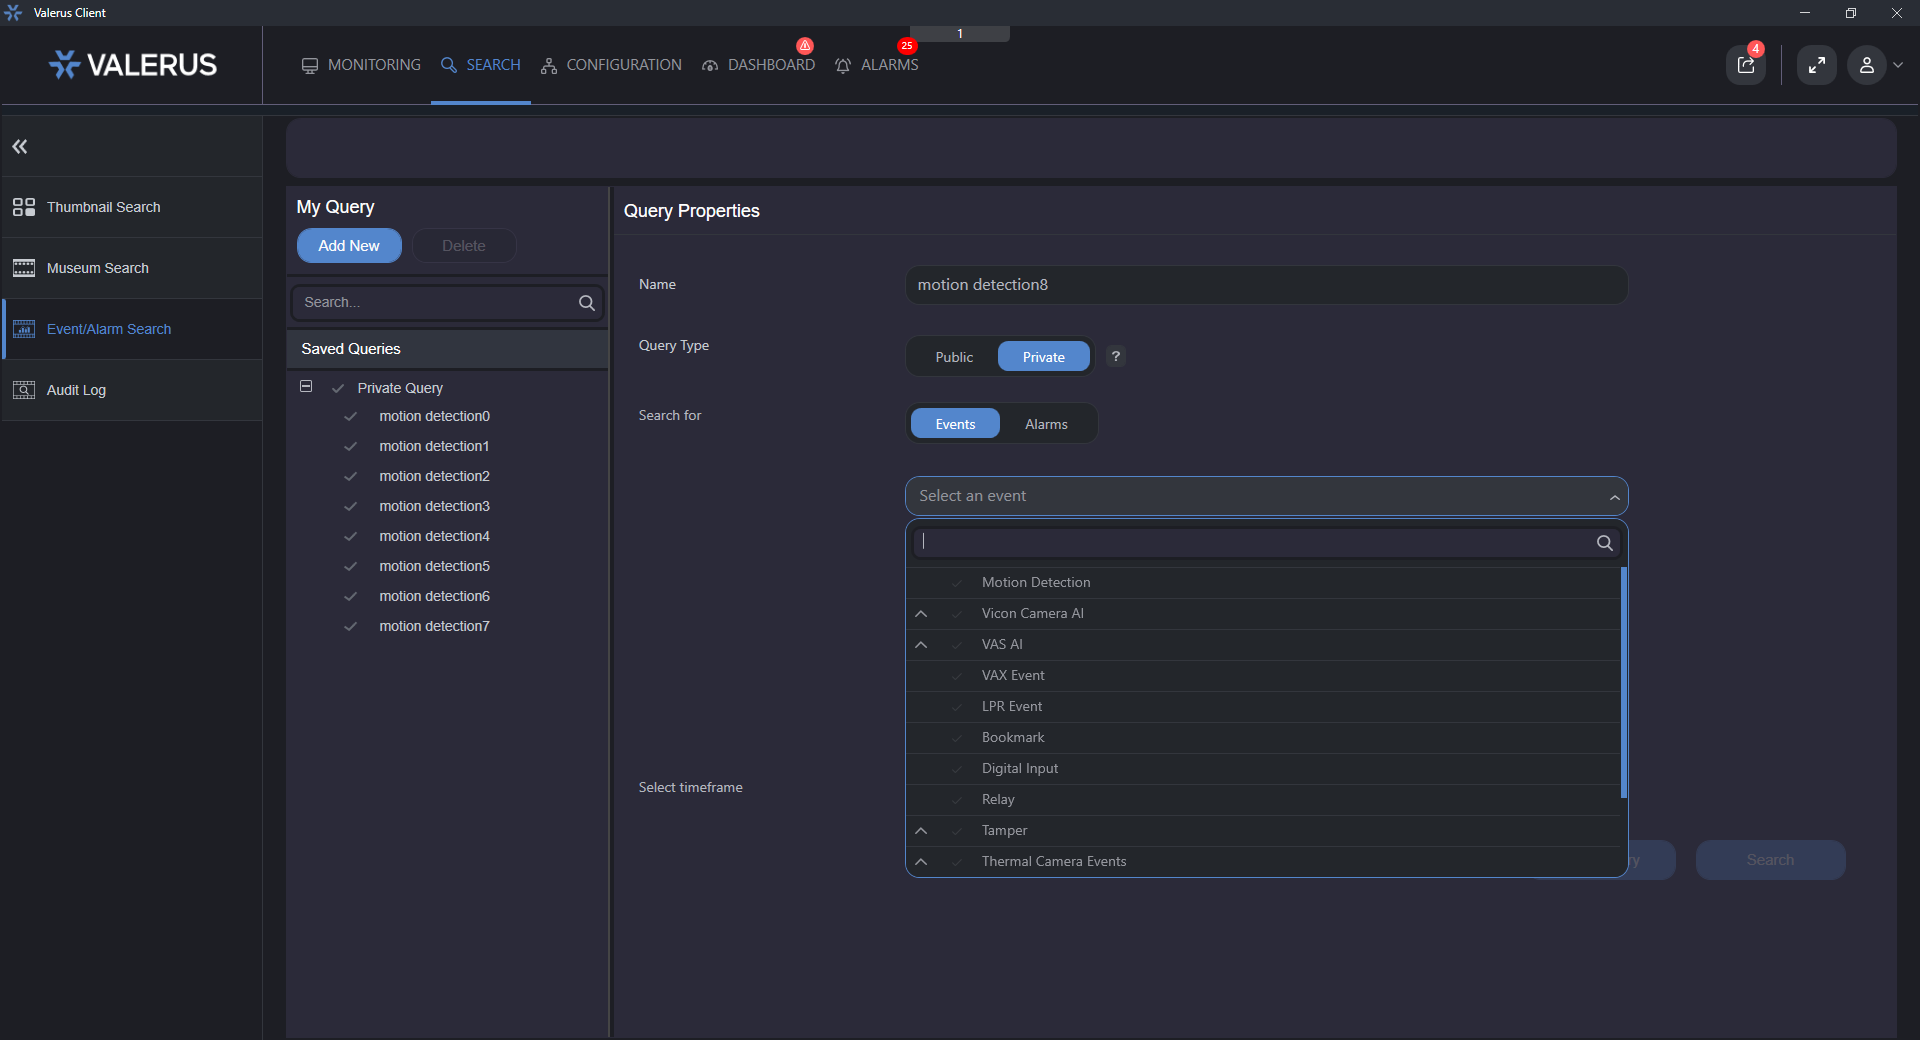 Valerus Client
VALERUS
MONITORING
SEARCH
CONFIGURATION
DASHBOARD
25
ALARMS
1
4
Thumbnail Search
Museum Search
Event/Alarm Search
Audit Log
My Query
Add New
Delete
Search...
Saved Queries
Private Query
motion detection0
motion detection1
motion detection2
motion detection3
motion detection4
motion detection5
motion detection6
motion detection7
Query Properties
Name
motion detection8
Query Type
Public
Private
?
Search for
Events
Alarms
Select an event
Motion Detection
Vicon Camera AI
VAS AI
VAX Event
LPR Event
Bookmark
Digital Input
Relay
Tamper
Thermal Camera Events
Select timeframe
Search